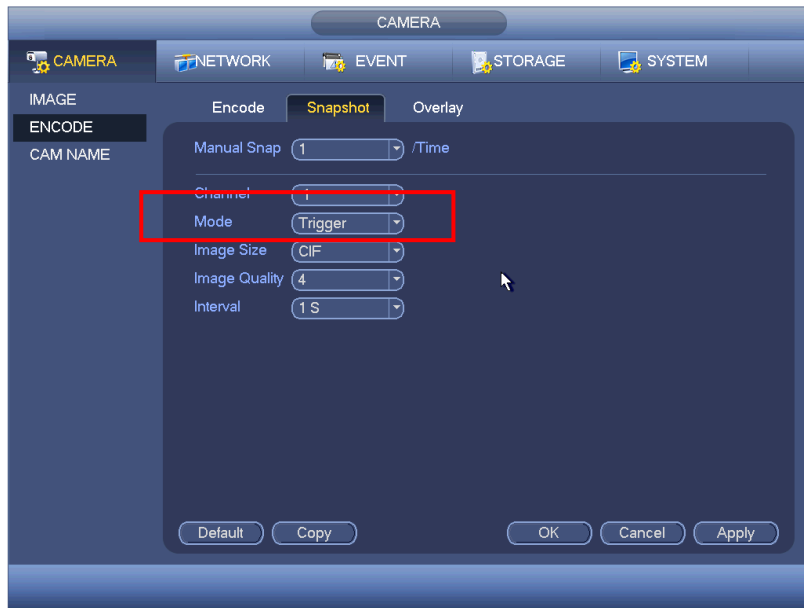 CAMERA
CAMERA NETWORK EVENT STORAGE SYSTEM
IMAGE
ENCODE
CAM NAME
Encode Snapshot Overlay
Manual Snap 1 /Time
Channel 1
Mode Trigger
Image Size CIF
Image Quality 4
Interval 1 S
Default Copy OK Cancel Apply